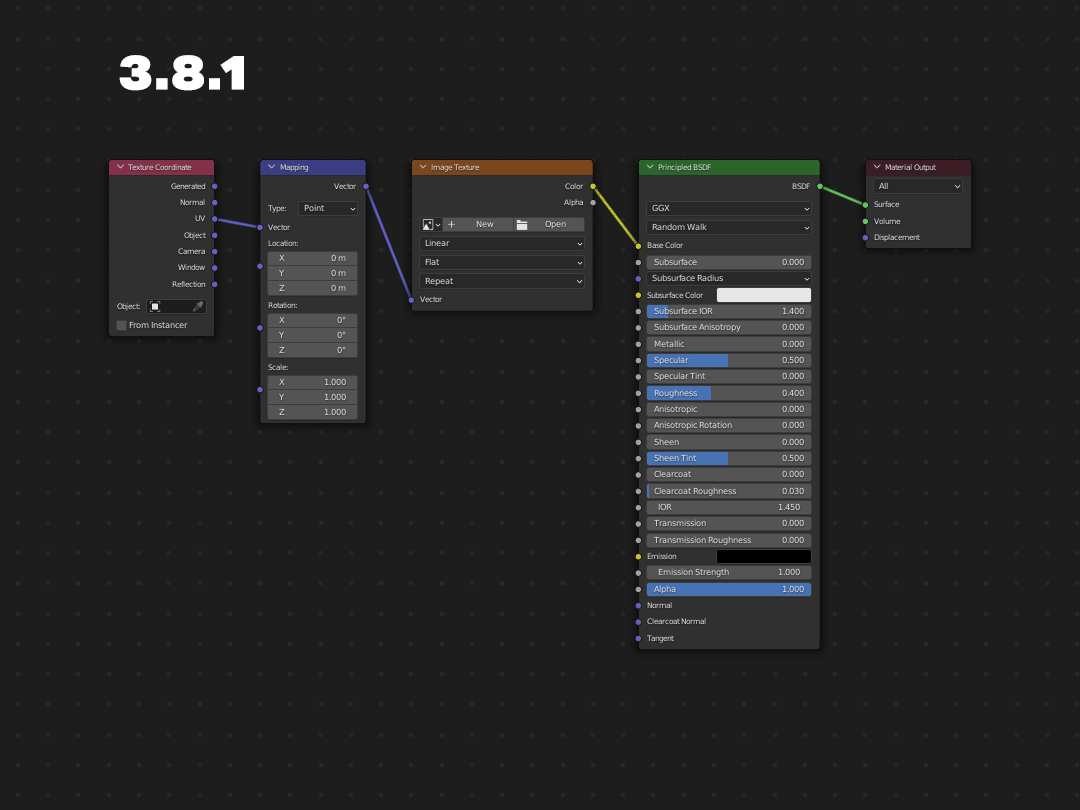 3.8.1
Texture Coordinate
Generated
Normal
UV
Object
Camera
Window
Reflection
Object:
From Instancer
Mapping
Vector
Type: Point
Vector
Location:
X 0 m
Y 0 m
Z 0 m
Rotation:
X 0°
Y 0°
Z 0°
Scale:
X 1.000
Y 1.000
Z 1.000
Image Texture
Color
Alpha
+ New Open
Linear
Flat
Repeat
Vector
Principled BSDF
BSDF
GGX
Random Walk
Base Color
Subsurface 0.000
Subsurface Radius
Subsurface Color
Subsurface IOR 1.400
Subsurface Anisotropy 0.000
Metallic 0.000
Specular 0.500
Specular Tint 0.000
Roughness 0.400
Anisotropic 0.000
Anisotropic Rotation 0.000
Sheen 0.000
Sheen Tint 0.500
Clearcoat 0.000
Clearcoat Roughness 0.030
IOR 1.450
Transmission 0.000
Transmission Roughness 0.000
Emission
Emission Strength 1.000
Alpha 1.000
Normal
Clearcoat Normal
Tangent
Material Output
All
Surface
Volume
Displacement